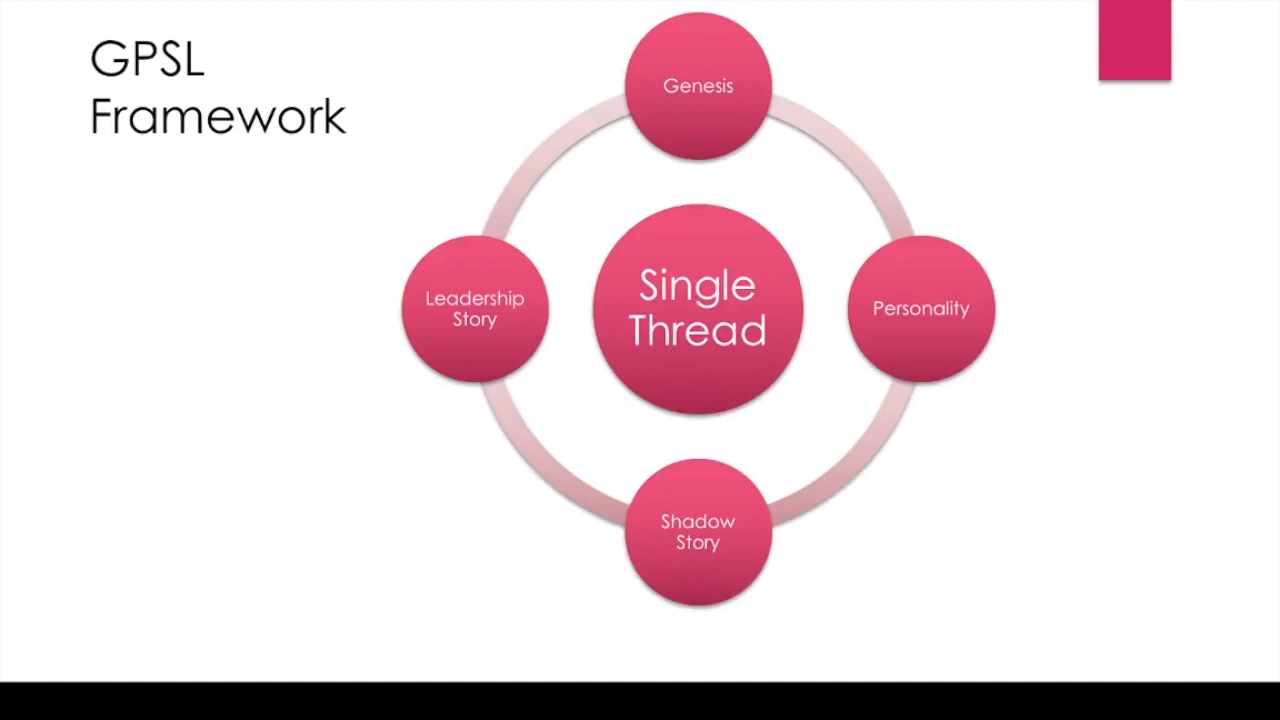 GPSL
Framework
Genesis
Single
Thread
Leadership
Story
Personality
Shadow
Story